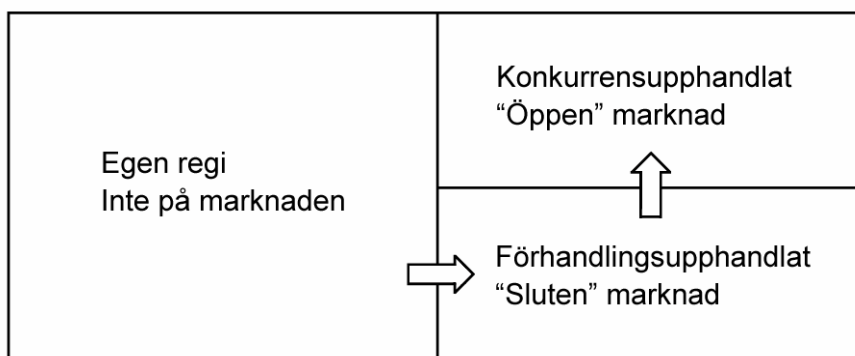 Egen regi
Inte på marknaden
Konkurrensupphandlat
“Öppen” marknad
Förhandlingsupphandlat
“Sluten” marknad